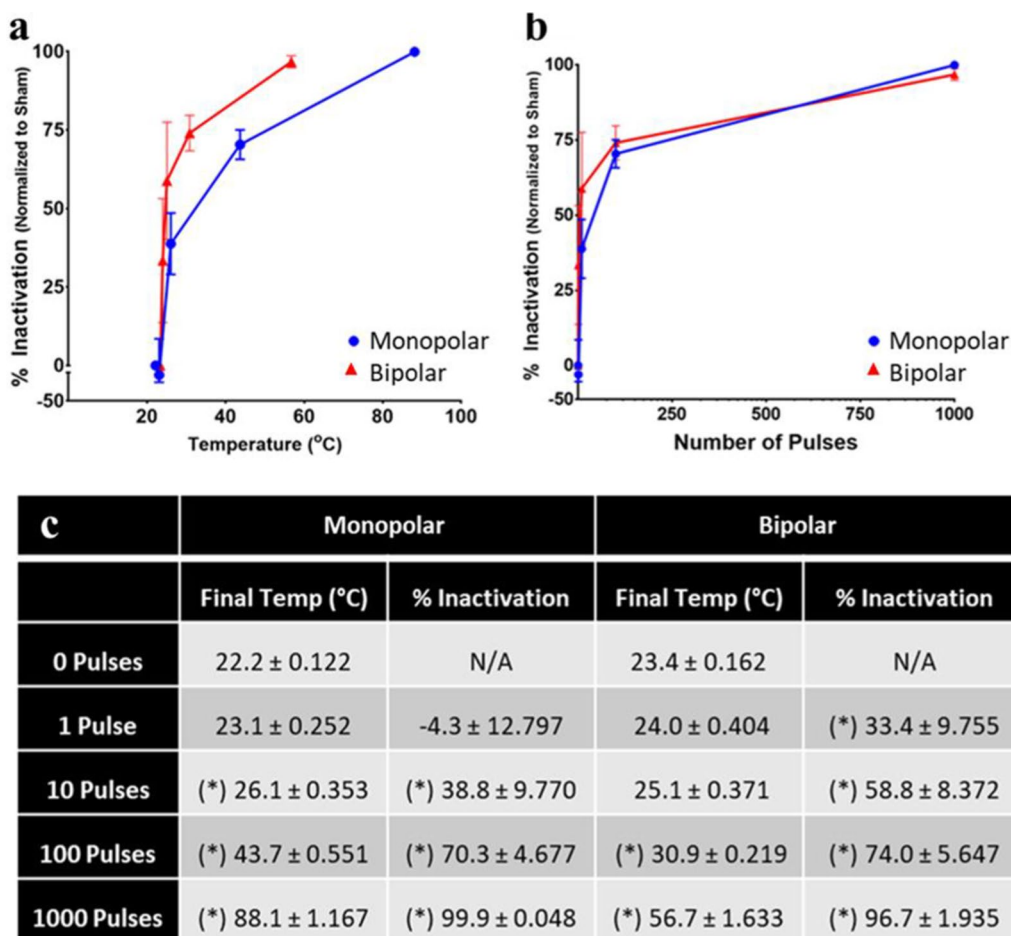 a
% Inactivation (Normalized to Sham)
100
75
50
25
0
-50
20 40 60 80 100
Temperature (°C)
Monopolar
Bipolar
b
% Inactivation (Normalized to Sham)
100
75
50
25
0
-50
250 500 750 1000
Number of Pulses
Monopolar
Bipolar
c Monopolar Bipolar
Final Temp (°C) % Inactivation Final Temp (°C) % Inactivation
0 Pulses 22.2 ± 0.122 N/A 23.4 ± 0.162 N/A
1 Pulse 23.1 ± 0.252 -4.3 ± 12.797 24.0 ± 0.404 (*) 33.4 ± 9.755
10 Pulses (*) 26.1 ± 0.353 (*) 38.8 ± 9.770 25.1 ± 0.371 (*) 58.8 ± 8.372
100 Pulses (*) 43.7 ± 0.551 (*) 70.3 ± 4.677 (*) 30.9 ± 0.219 (*) 74.0 ± 5.647
1000 Pulses (*) 88.1 ± 1.167 (*) 99.9 ± 0.048 (*) 56.7 ± 1.633 (*) 96.7 ± 1.935